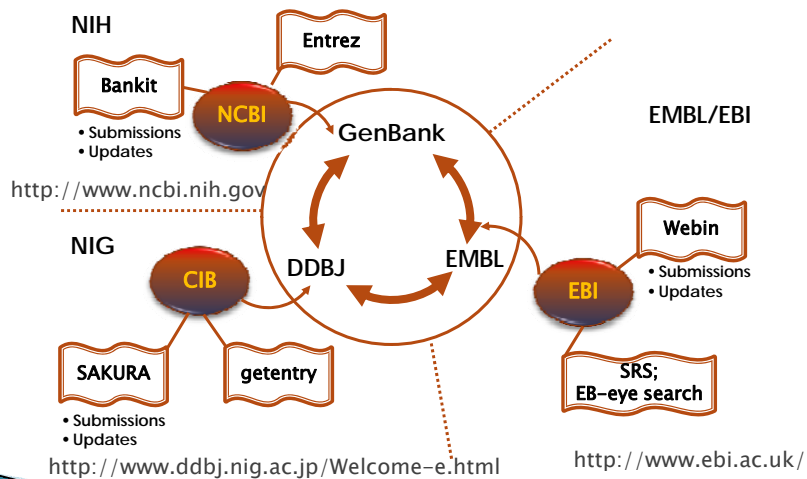 NIH
Entrez
Bankit
NCBI
• Submissions
• Updates
GenBank
EMBL/EBI
http://www.ncbi.nih.gov
NIG
DDBJ
EMBL
Webin
• Submissions
• Updates
CIB
EBI
SAKURA
getentry
SRS;
EB-eye search
• Submissions
• Updates
http://www.ddbj.nig.ac.jp/Welcome-e.html
http://www.ebi.ac.uk/